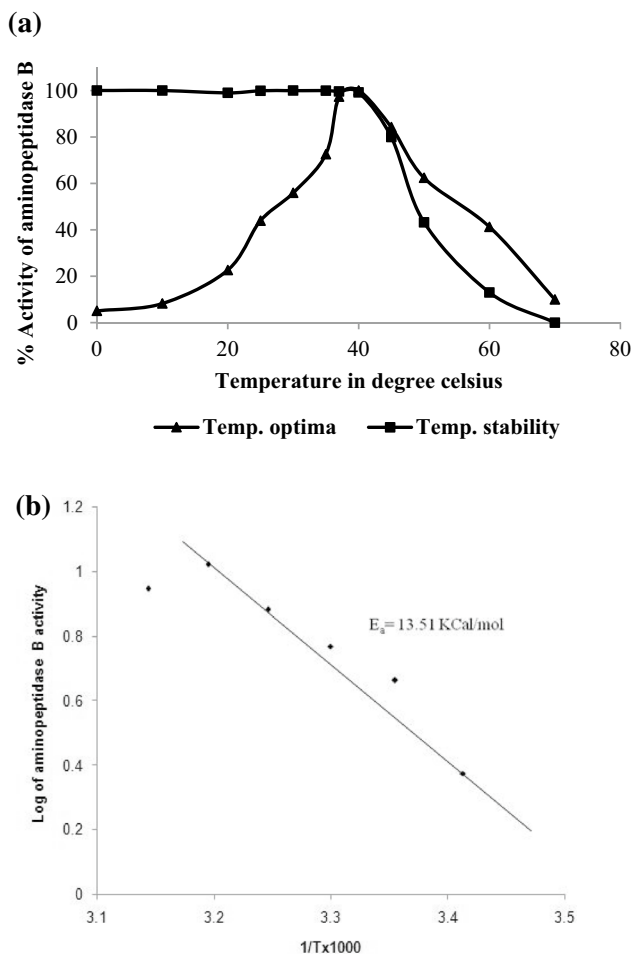 (a)
% Activity of aminopeptidase B
100
80
60
40
20
0
0 20 40 60 80
Temperature in degree celsius
Temp. optima Temp. stability
(b)
Log of aminopeptidase B activity
1.2
1
0.8
0.6
0.4
0.2
0
Ea= 13.51 KCal/mol
3.1 3.2 3.3 3.4 3.5
1/Tx1000